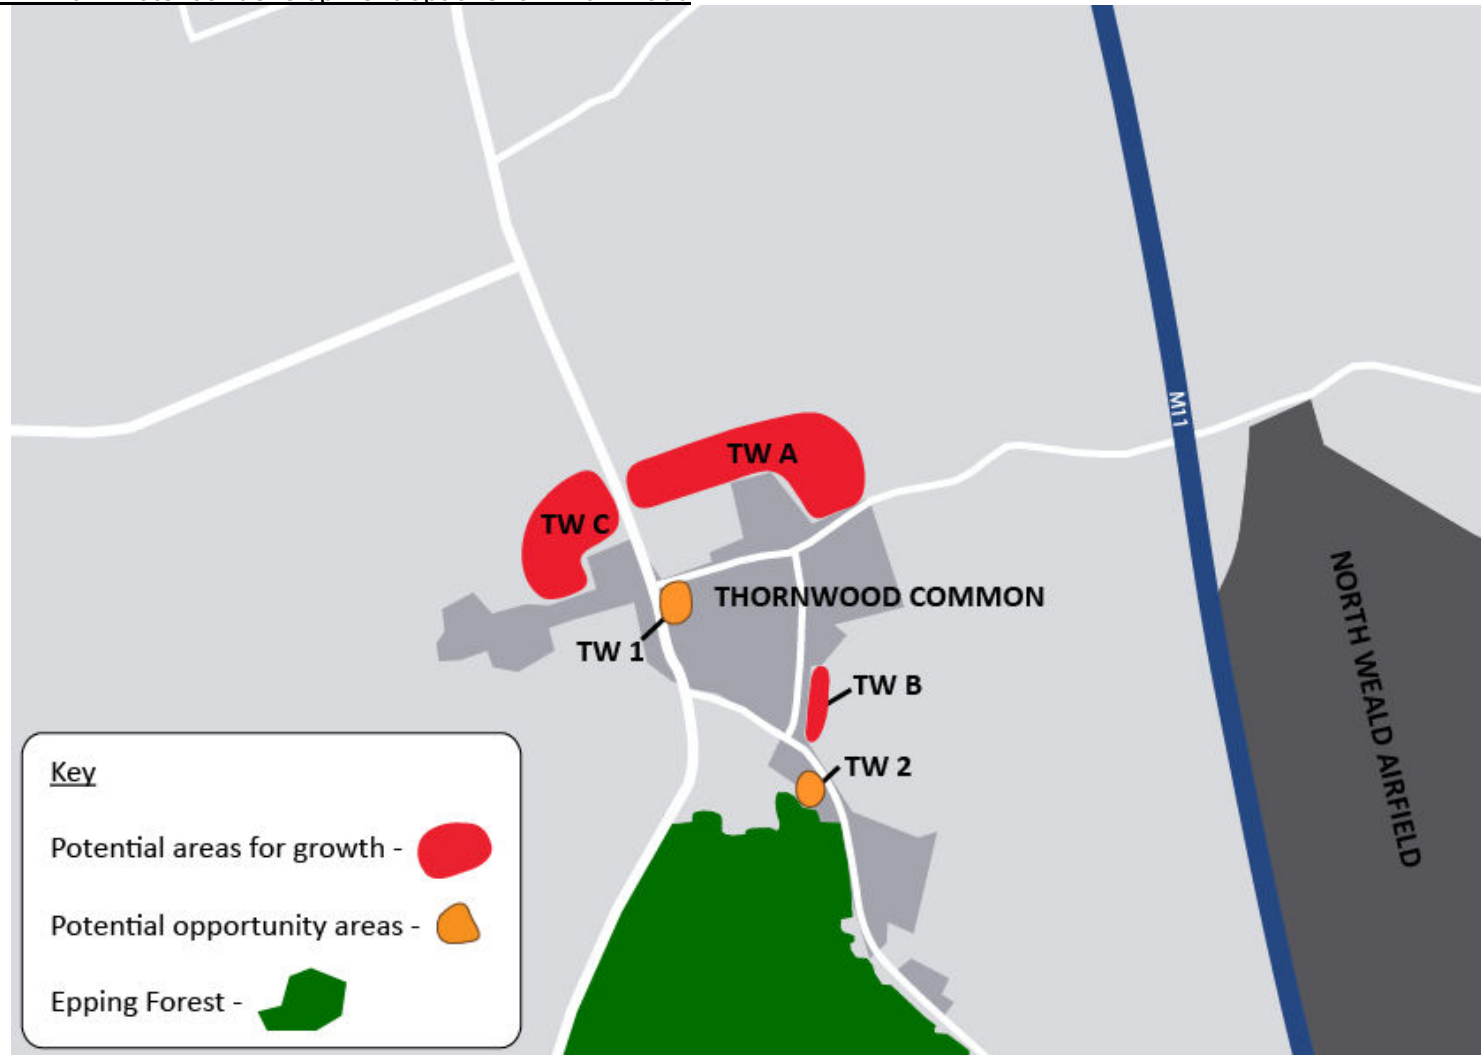 M11
TW A
TW C
THORNWOOD COMMON
TW 1
TW B
TW 2
NORTH WEALD AIRFIELD
Key
Potential areas for growth -
Potential opportunity areas -
Epping Forest -